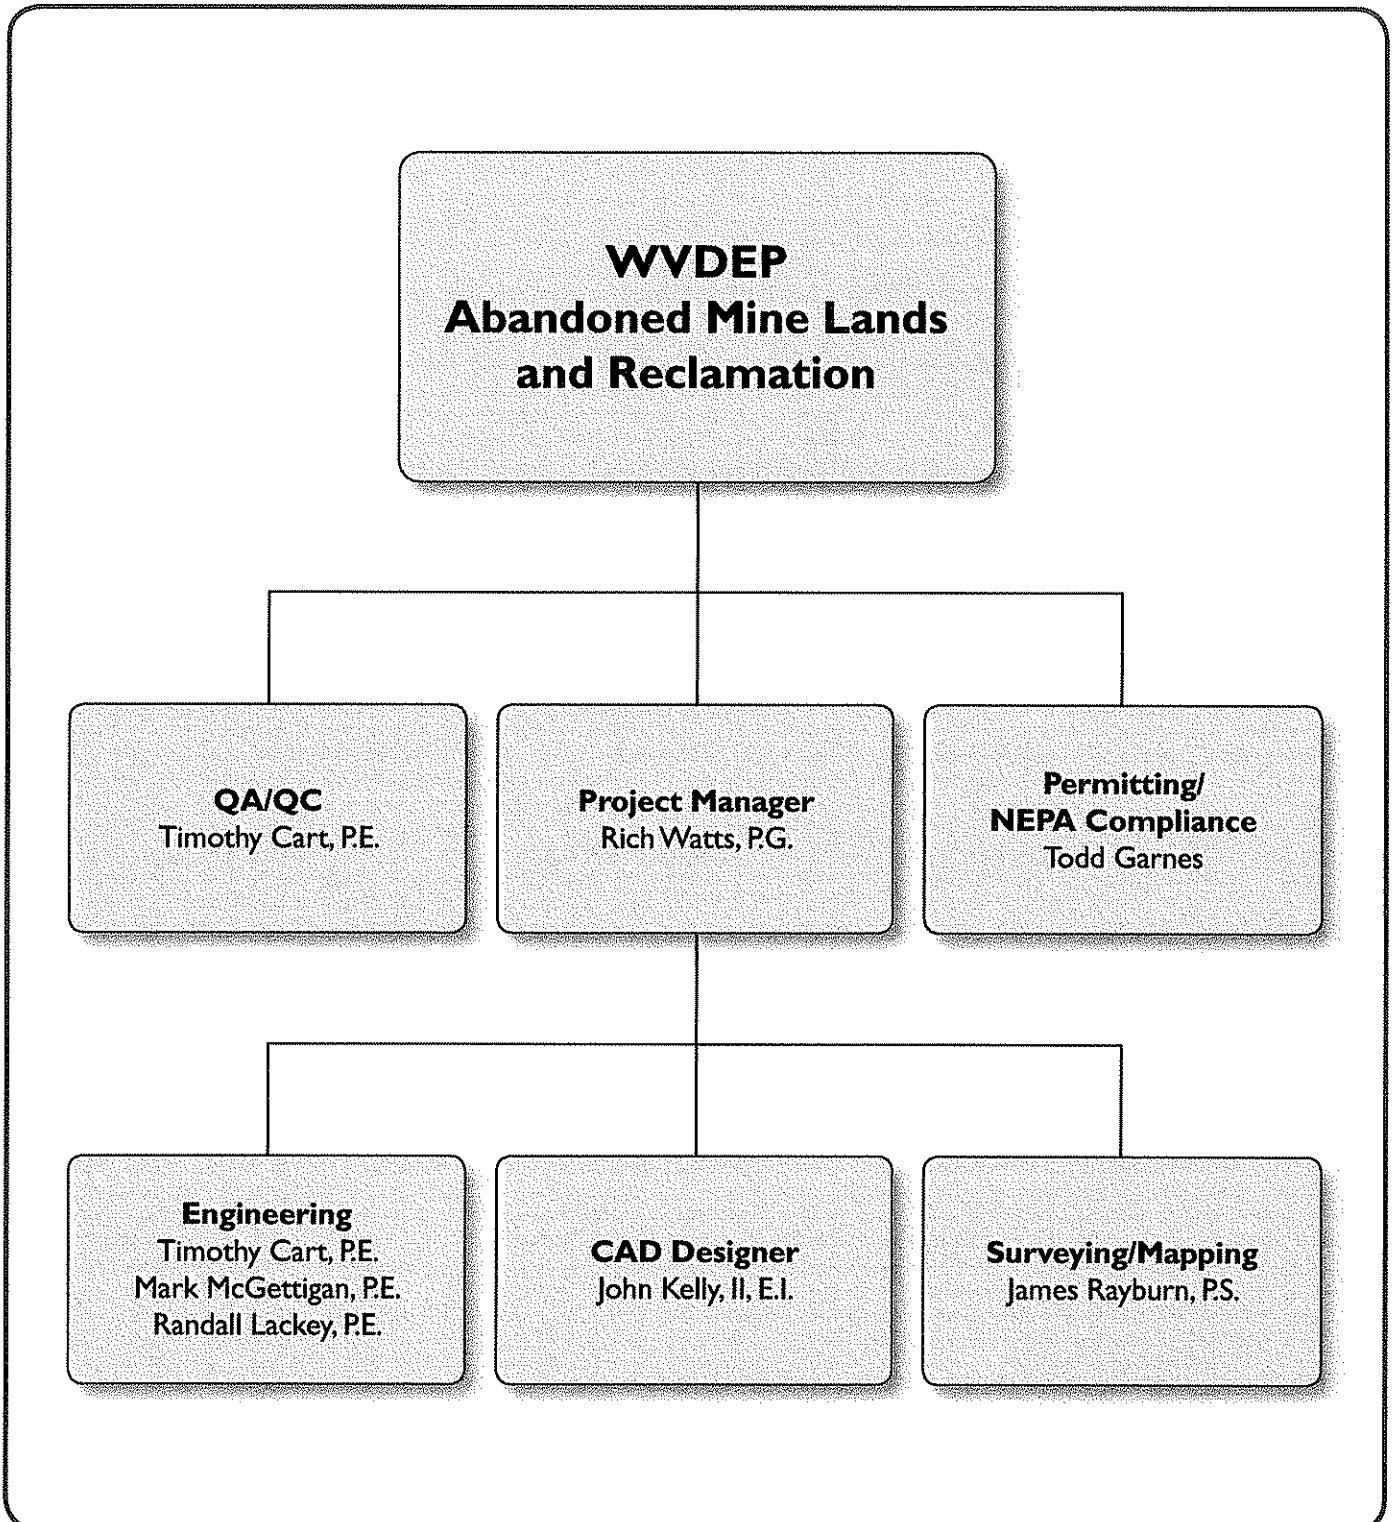 WVDEP
Abandoned Mine Lands
and Reclamation
QA/QC
Timothy Cart, P.E.
Project Manager
Rich Watts, P.G.
Permitting/
NEPA Compliance
Todd Garnes
Engineering
Timothy Cart, P.E.
Mark McGettigan, P.E.
Randall Lackey, P.E.
CAD Designer
John Kelly, II, E.I.
Surveying/Mapping
James Rayburn, P.S.